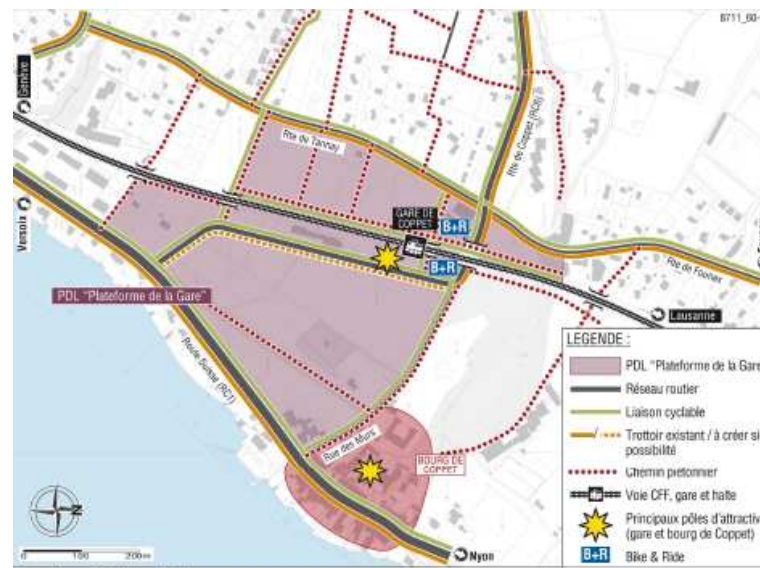 8711_60-
Genève
Rte de Tannay
Rte de Coppet (RC6)
Versoix
GARE DE
COPPET
B+R
B+R
Rte de Founex
PDL "Plateforme de la Gare"
Lausanne
Route Suisse (RC1)
Rue des Murs
BOURG DE
COPPET
Nyon
N
0 100 200m
LEGENDE :
PDL "Plateforme de la Gare
Réseau routier
Liaison cyclable
Trottoir existant / à créer si
possibilité
Chemin piétonnier
Voie CFF, gare et halte
Principaux pôles d'attractiv
(gare et bourg de Coppet)
B+R Bike & Ride